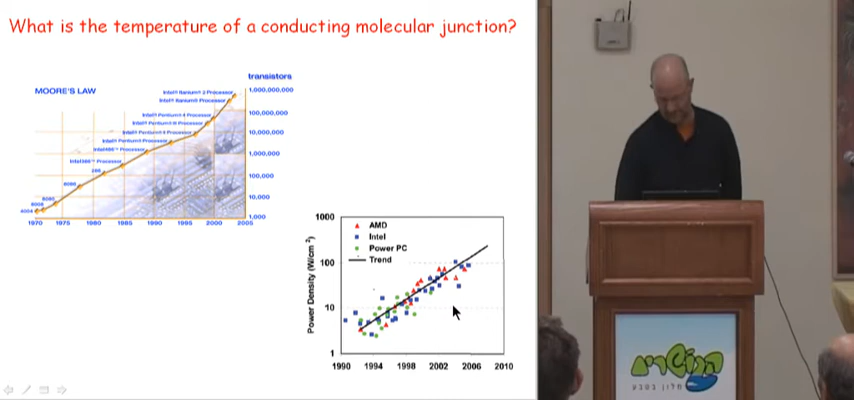 What is the temperature of a conducting molecular junction?
MOORE'S LAW
transistors
Intel® Itanium® 2 Processor
Intel® Itanium® Processor
Intel® Pentium® 4 Processor
Intel® Pentium® III Processor
Intel® Pentium® II Processor
Intel® Pentium® Processor
Intel486™ Processor
Intel386™ Processor
286
8086
8080
8008
4004
1,000,000,000
100,000,000
10,000,000
1,000,000
100,000
10,000
1,000
1970 1975 1980 1985 1990 1995 2000 2005
Power Density (W/cm²)
1000
100
10
1
AMD
Intel
Power PC
Trend
1990 1994 1998 2002 2006 2010
מלון בטבע